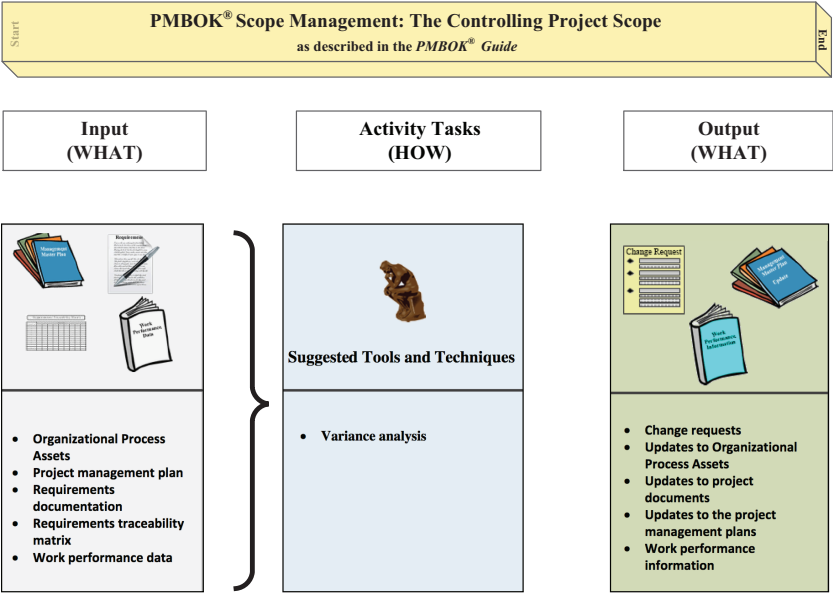 Start
PMBOK® Scope Management: The Controlling Project Scope
as described in the PMBOK® Guide
End
Input
(WHAT)
Activity Tasks
(HOW)
Output
(WHAT)
Management
Master Plan
Requirements
Work
Performance
Data
Suggested Tools and Techniques
Change Request
Management
Master Plan
Update
Work
Performance
Information
• Organizational Process
Assets
• Project management plan
• Requirements
documentation
• Requirements traceability
matrix
• Work performance data
• Variance analysis
• Change requests
• Updates to Organizational
Process Assets
• Updates to project
documents
• Updates to the project
management plans
• Work performance
information